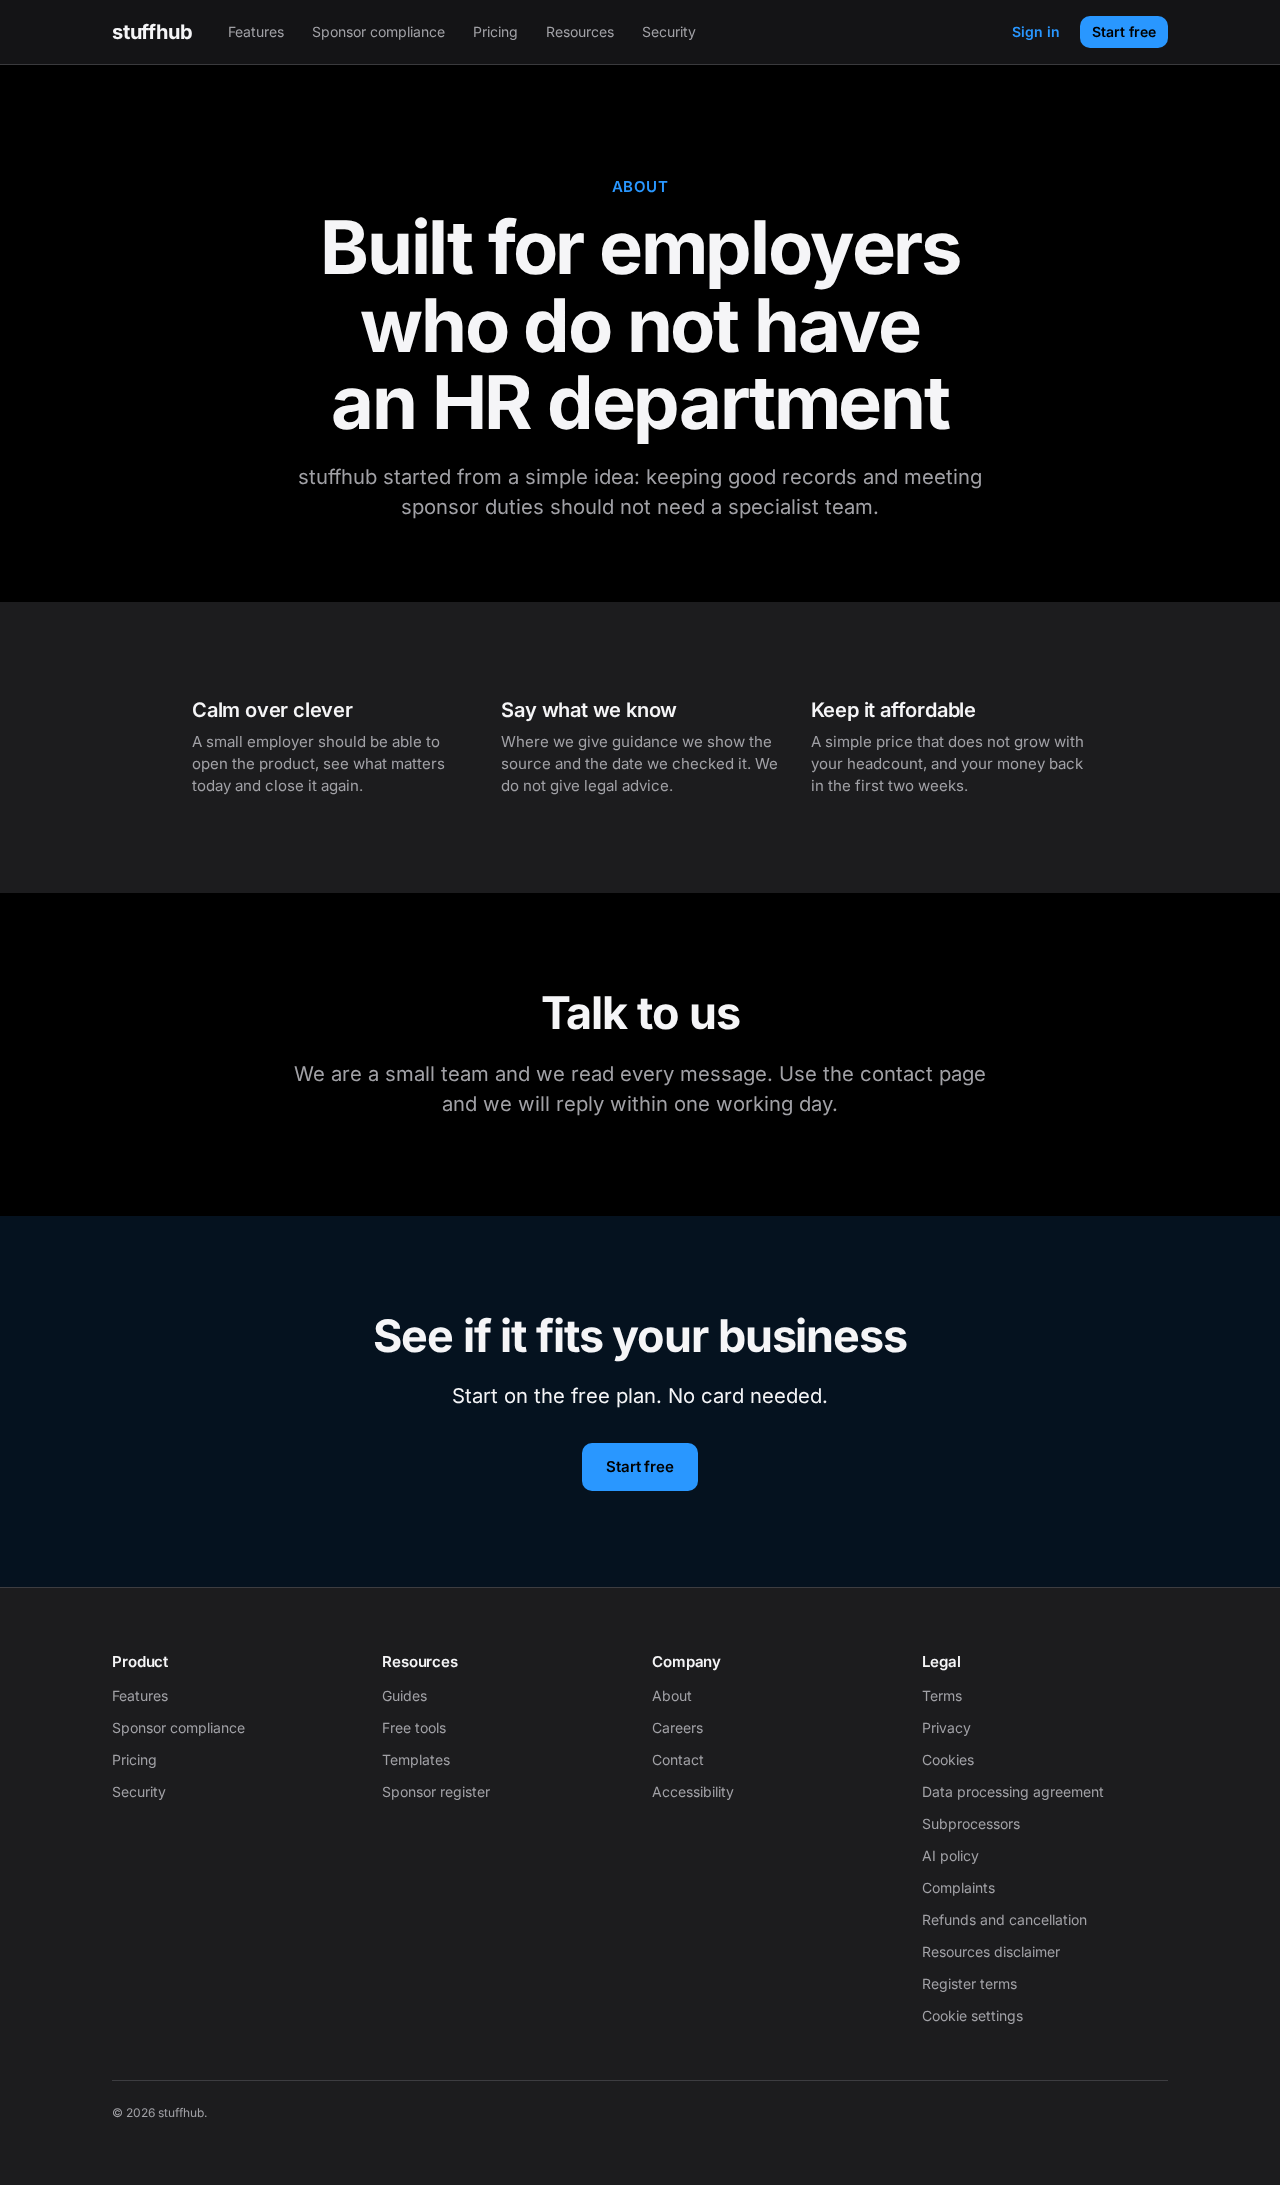 stuffhub
Features
Sponsor compliance
Pricing
Resources
Security
Sign in
Start free
ABOUT
Built for employers
who do not have
an HR department
stuffhub started from a simple idea: keeping good records and meeting
sponsor duties should not need a specialist team.
Calm over clever
A small employer should be able to
open the product, see what matters
today and close it again.
Say what we know
Where we give guidance we show the
source and the date we checked it. We
do not give legal advice.
Keep it affordable
A simple price that does not grow with
your headcount, and your money back
in the first two weeks.
Talk to us
We are a small team and we read every message. Use the contact page
and we will reply within one working day.
See if it fits your business
Start on the free plan. No card needed.
Start free
Product
Features
Sponsor compliance
Pricing
Security
Resources
Guides
Free tools
Templates
Sponsor register
Company
About
Careers
Contact
Accessibility
Legal
Terms
Privacy
Cookies
Data processing agreement
Subprocessors
AI policy
Complaints
Refunds and cancellation
Resources disclaimer
Register terms
Cookie settings
© 2026 stuffhub.